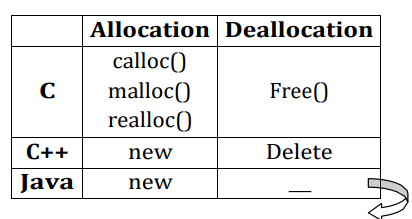 Allocation Deallocation
C calloc() malloc() realloc() Free()
C++ new Delete
Java new __